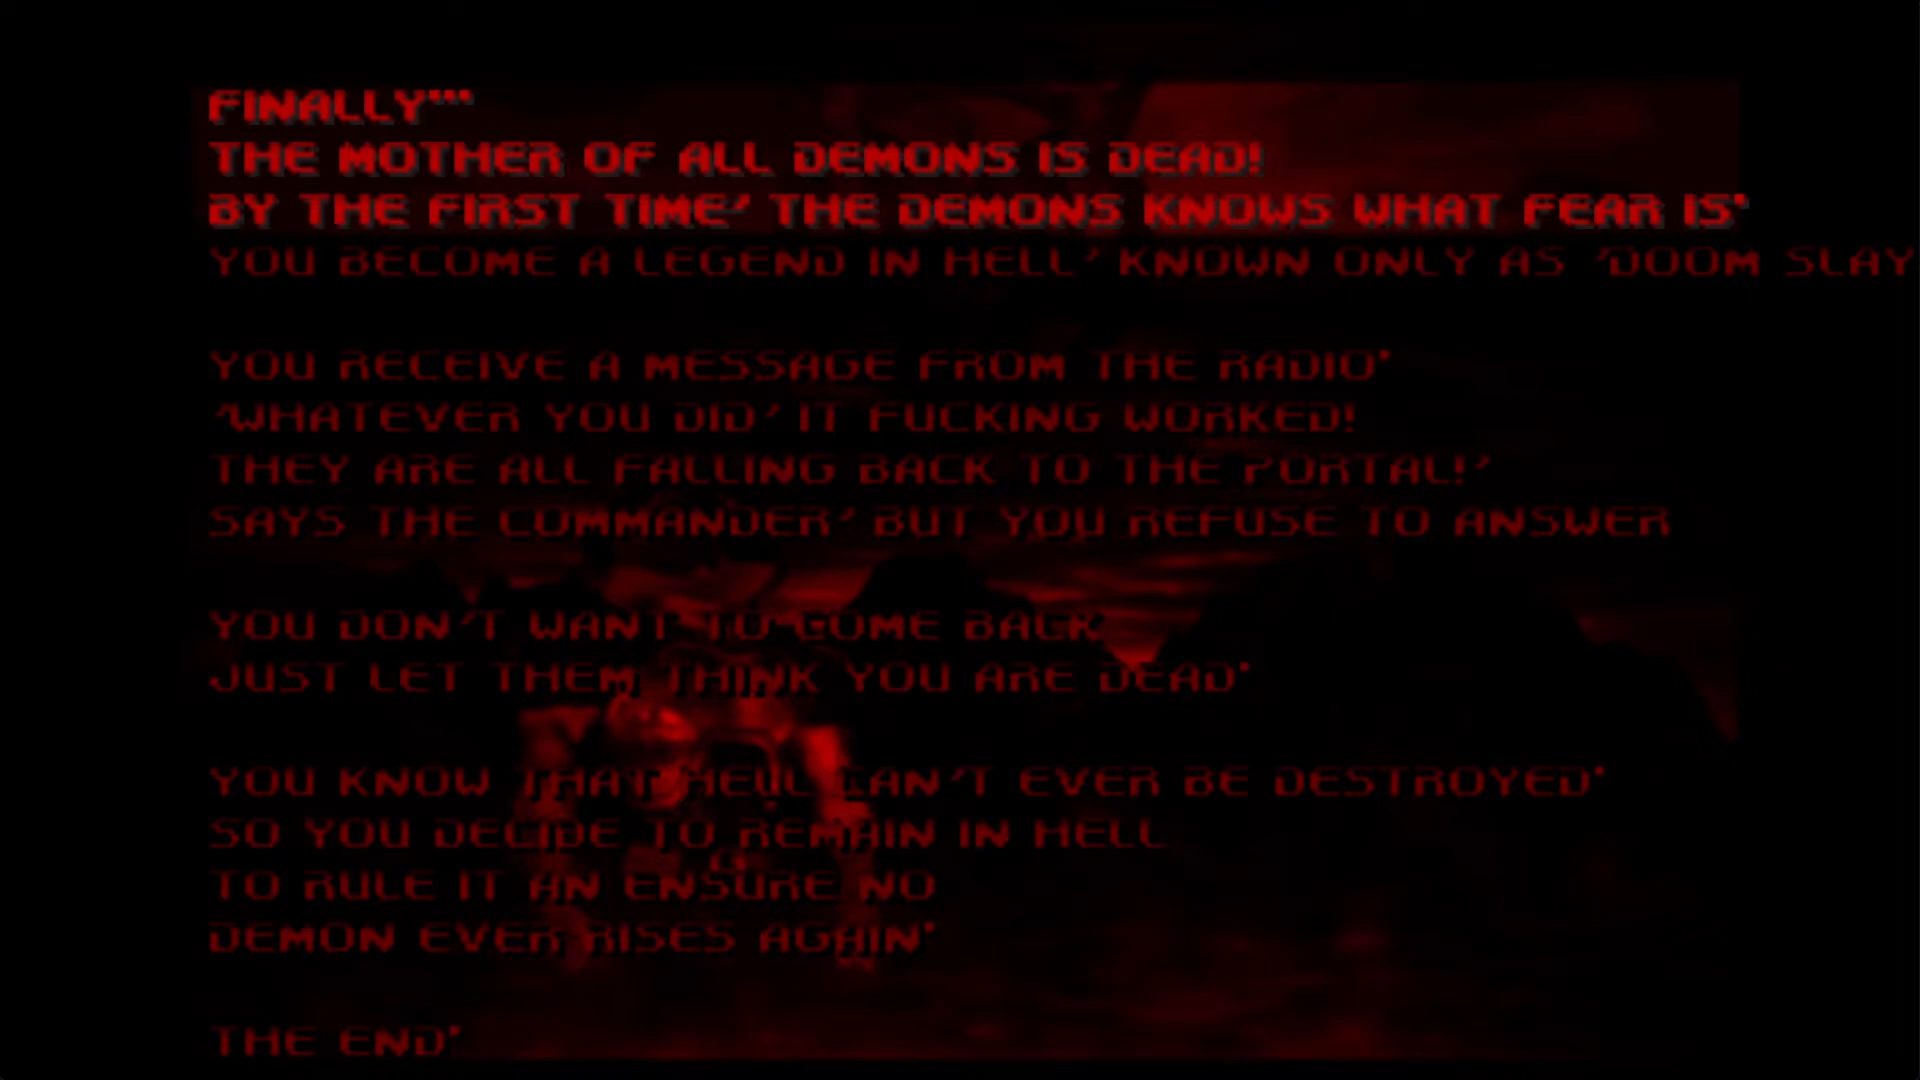 FINALLY""
THE MOTHER OF ALL DEMONS IS DEAD!
BY THE FIRST TIME' THE DEMONS KNOWS WHAT FEAR IS'
YOU BECOME A LEGEND IN HELL' KNOWN ONLY AS 'DOOM SLAY
YOU RECEIVE A MESSAGE FROM THE RADIO'
'WHATEVER YOU DID' IT FUCKING WORKED!
THEY ARE ALL FALLING BACK TO THE PORTAL!'
SAYS THE COMMANDER' BUT YOU REFUSE TO ANSWER
YOU DON'T WANT TO COME BACK
JUST LET THEM THINK YOU ARE DEAD'
YOU KNOW THAT HELL CAN'T EVER BE DESTROYED'
SO YOU DECIDE TO REMAIN IN HELL
TO RULE IT AN ENSURE NO
DEMON EVER RISES AGAIN'
THE END'